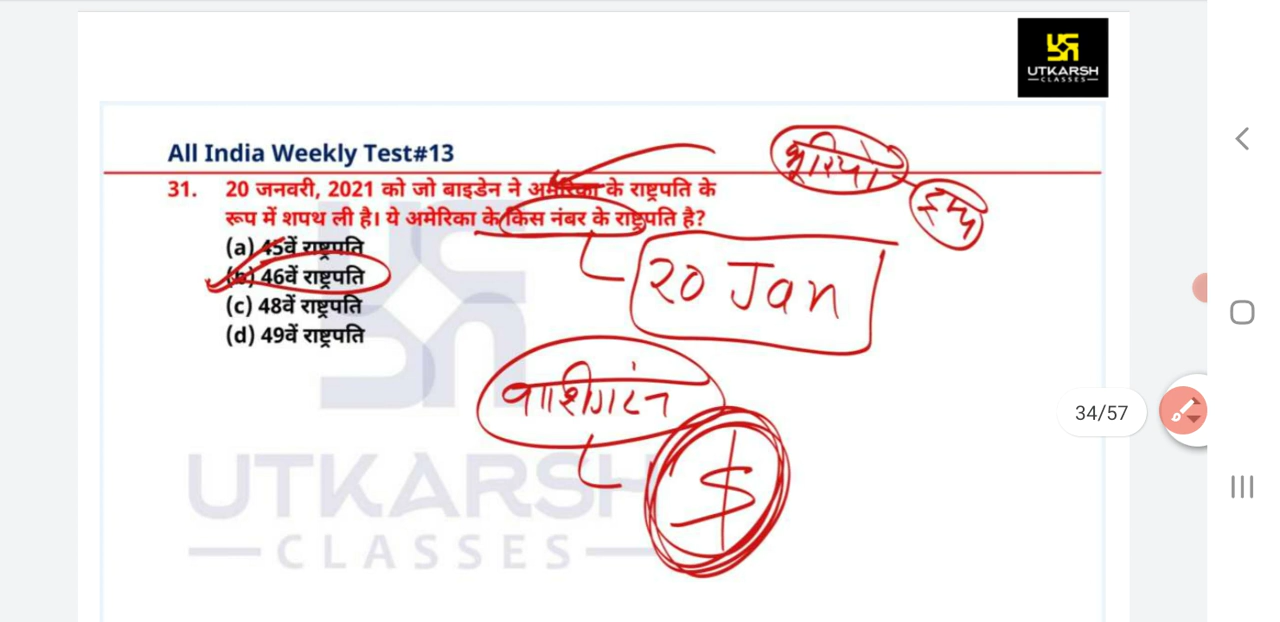 UTKARSH
CLASSES
All India Weekly Test#13
31. 20 जनवरी, 2021 को जो बाइडेन ने अमेरिका के राष्ट्रपति के
रूप में शपथ ली है। ये अमेरिका के किस नंबर के राष्ट्रपति है?
(a) 45वें राष्ट्रपति
(b) 46वें राष्ट्रपति
(c) 48वें राष्ट्रपति
(d) 49वें राष्ट्रपति
20 Jan
$
34/57
UTKARSH
CLASSES